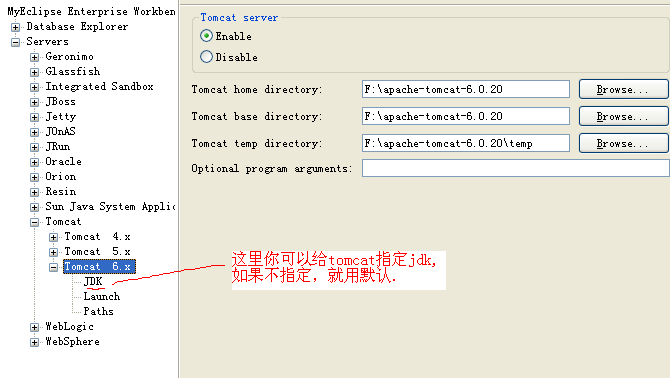 MyEclipse Enterprise Workben
Database Explorer
Servers
Geronimo
Glassfish
Integrated Sandbox
JBoss
Jetty
JOnAS
JRun
Oracle
Orion
Resin
Sun Java System Applic
Tomcat
Tomcat 4.x
Tomcat 5.x
Tomcat 6.x
JDK
Launch
Paths
WebLogic
WebSphere
Tomcat server
Enable
Disable
Tomcat home directory: F:\apache-tomcat-6.0.20 Browse...
Tomcat base directory: F:\apache-tomcat-6.0.20 Browse...
Tomcat temp directory: F:\apache-tomcat-6.0.20\temp Browse...
Optional program arguments:
这里你可以给tomcat指定jdk,
如果不指定，就用默认.